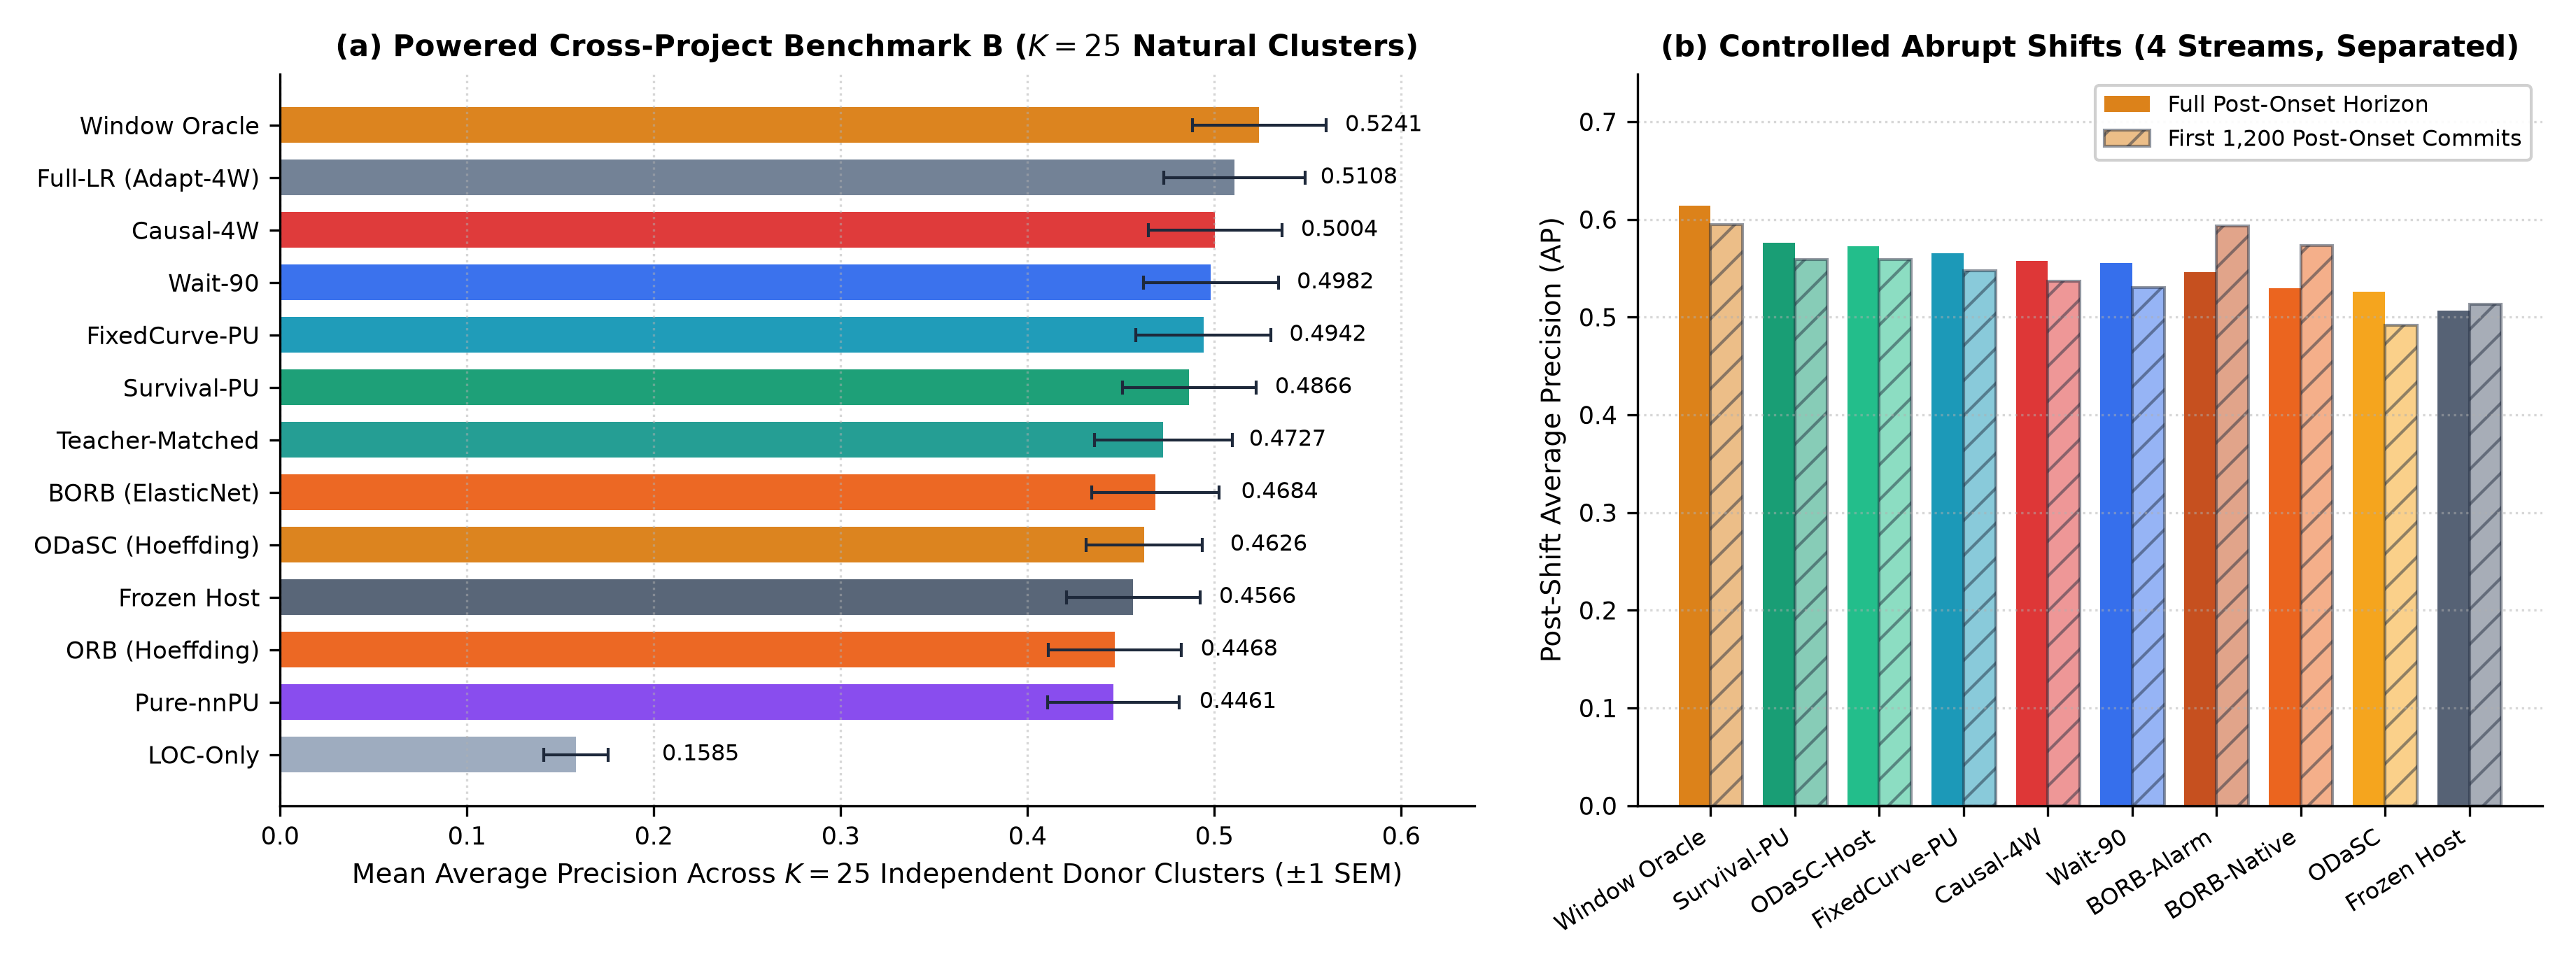 (a) Powered Cross-Project Benchmark B (K = 25 Natural Clusters)
Window Oracle
0.5241
Full-LR (Adapt-4W)
0.5108
Causal-4W
0.5004
Wait-90
0.4982
FixedCurve-PU
0.4942
Survival-PU
0.4866
Teacher-Matched
0.4727
BORB (ElasticNet)
0.4684
ODaSC (Hoeffding)
0.4626
Frozen Host
0.4566
ORB (Hoeffding)
0.4468
Pure-nnPU
0.4461
LOC-Only
0.1585
0.0 0.1 0.2 0.3 0.4 0.5 0.6
Mean Average Precision Across K = 25 Independent Donor Clusters (±1 SEM)
(b) Controlled Abrupt Shifts (4 Streams, Separated)
Full Post-Onset Horizon
First 1,200 Post-Onset Commits
Post-Shift Average Precision (AP)
0.7
0.6
0.5
0.4
0.3
0.2
0.1
0.0
Window Oracle
Survival-PU
ODaSC-Host
FixedCurve-PU
Causal-4W
Wait-90
BORB-Alarm
BORB-Native
ODaSC
Frozen Host